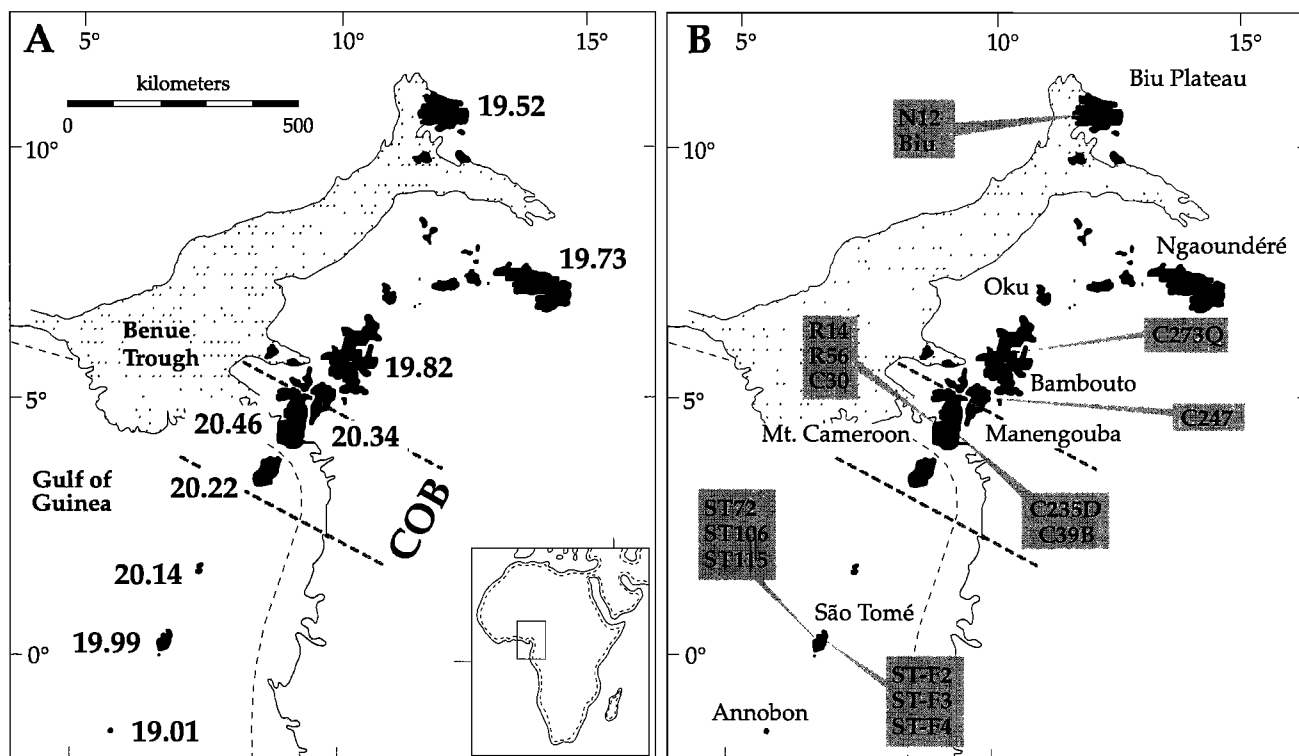 A
5°
10°
15°
kilometers
0
500
19.52
10°
19.73
Benue
Trough
19.82
5°
20.46
20.34
Gulf of
Guinea
20.22
COB
20.14
19.99
0°
19.01
B
5°
10°
15°
Biu Plateau
N12
Biu
10°
Ngaoundéré
Oku
R14
R56
C30
C273Q
Bambouto
5°
C247
Mt. Cameroon
Manengouba
ST72
ST106
ST115
C235D
C39B
São Tomé
0°
ST-F2
ST-F3
ST-F4
Annobon